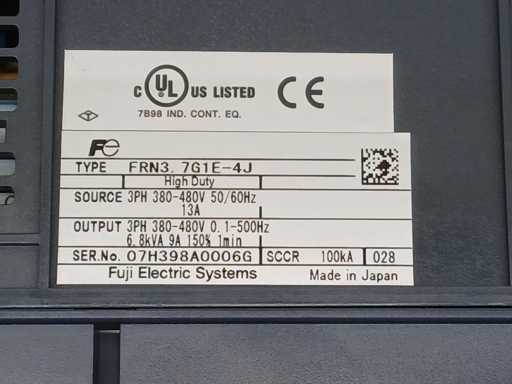 C UL US LISTED CE
7B98 IND. CONT. EQ.
Fe
TYPE FRN3.7G1E-4J
High Duty
SOURCE 3PH 380-480V 50/60Hz
13A
OUTPUT 3PH 380-480V 0.1-500Hz
6.8kVA 9A 150% 1min
SER.No. 07H398A0006G SCCR 100kA 028
Fuji Electric Systems Made in Japan